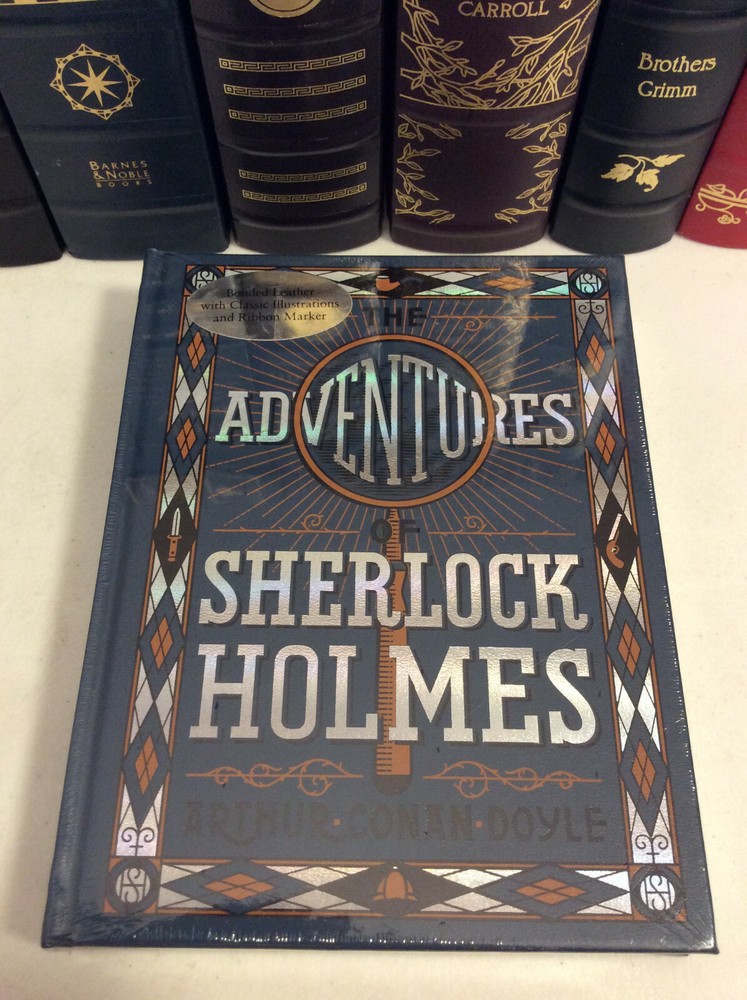 CARROLL
Brothers
Grimm
BARNES
& NOBLE
BOOKS
Bonded Leather
with Classic Illustrations
and Ribbon Marker
THE
ADVENTURES
OF
SHERLOCK
HOLMES
ARTHUR · CONAN · DOYLE